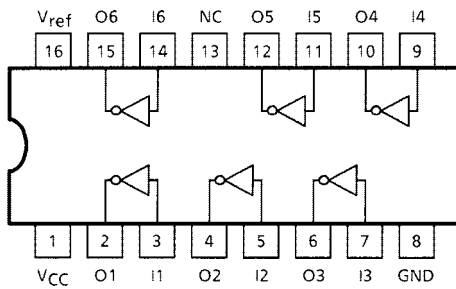 Vref O6 I6 NC O5 I5 O4 I4
16 15 14 13 12 11 10 9
1 2 3 4 5 6 7 8
VCC O1 I1 O2 I2 O3 I3 GND